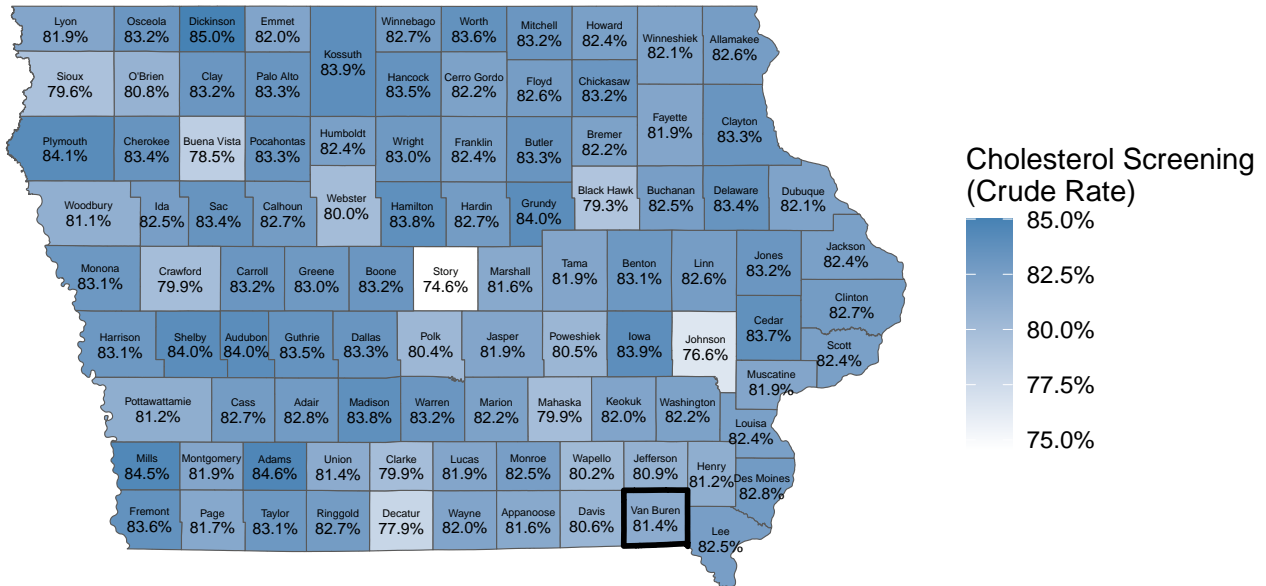 Lyon
81.9%
Osceola
83.2%
Dickinson
85.0%
Emmet
82.0%
Winnebago
82.7%
Worth
83.6%
Mitchell
83.2%
Howard
82.4%
Winneshiek
82.1%
Allamakee
82.6%
Kossuth
83.9%
Sioux
79.6%
O'Brien
80.8%
Clay
83.2%
Palo Alto
83.3%
Hancock
83.5%
Cerro Gordo
82.2%
Floyd
82.6%
Chickasaw
83.2%
Fayette
81.9%
Clayton
83.3%
Plymouth
84.1%
Cherokee
83.4%
Buena Vista
78.5%
Pocahontas
83.3%
Humboldt
82.4%
Wright
83.0%
Franklin
82.4%
Butler
83.3%
Bremer
82.2%
Woodbury
81.1%
Ida
82.5%
Sac
83.4%
Calhoun
82.7%
Webster
80.0%
Hamilton
83.8%
Hardin
82.7%
Grundy
84.0%
Black Hawk
79.3%
Buchanan
82.5%
Delaware
83.4%
Dubuque
82.1%
Monona
83.1%
Crawford
79.9%
Carroll
83.2%
Greene
83.0%
Boone
83.2%
Story
74.6%
Marshall
81.6%
Tama
81.9%
Benton
83.1%
Linn
82.6%
Jones
83.2%
Jackson
82.4%
Clinton
82.7%
Harrison
83.1%
Shelby
84.0%
Audubon
84.0%
Guthrie
83.5%
Dallas
83.3%
Polk
80.4%
Jasper
81.9%
Poweshiek
80.5%
Iowa
83.9%
Johnson
76.6%
Cedar
83.7%
Scott
82.4%
Muscatine
81.9%
Pottawattamie
81.2%
Cass
82.7%
Adair
82.8%
Madison
83.8%
Warren
83.2%
Marion
82.2%
Mahaska
79.9%
Keokuk
82.0%
Washington
82.2%
Louisa
82.4%
Mills
84.5%
Montgomery
81.9%
Adams
84.6%
Union
81.4%
Clarke
79.9%
Lucas
81.9%
Monroe
82.5%
Wapello
80.2%
Jefferson
80.9%
Henry
81.2%
Des Moines
82.8%
Fremont
83.6%
Page
81.7%
Taylor
83.1%
Ringgold
82.7%
Decatur
77.9%
Wayne
82.0%
Appanoose
81.6%
Davis
80.6%
Van Buren
81.4%
Lee
82.5%
Cholesterol Screening
(Crude Rate)
85.0%
82.5%
80.0%
77.5%
75.0%